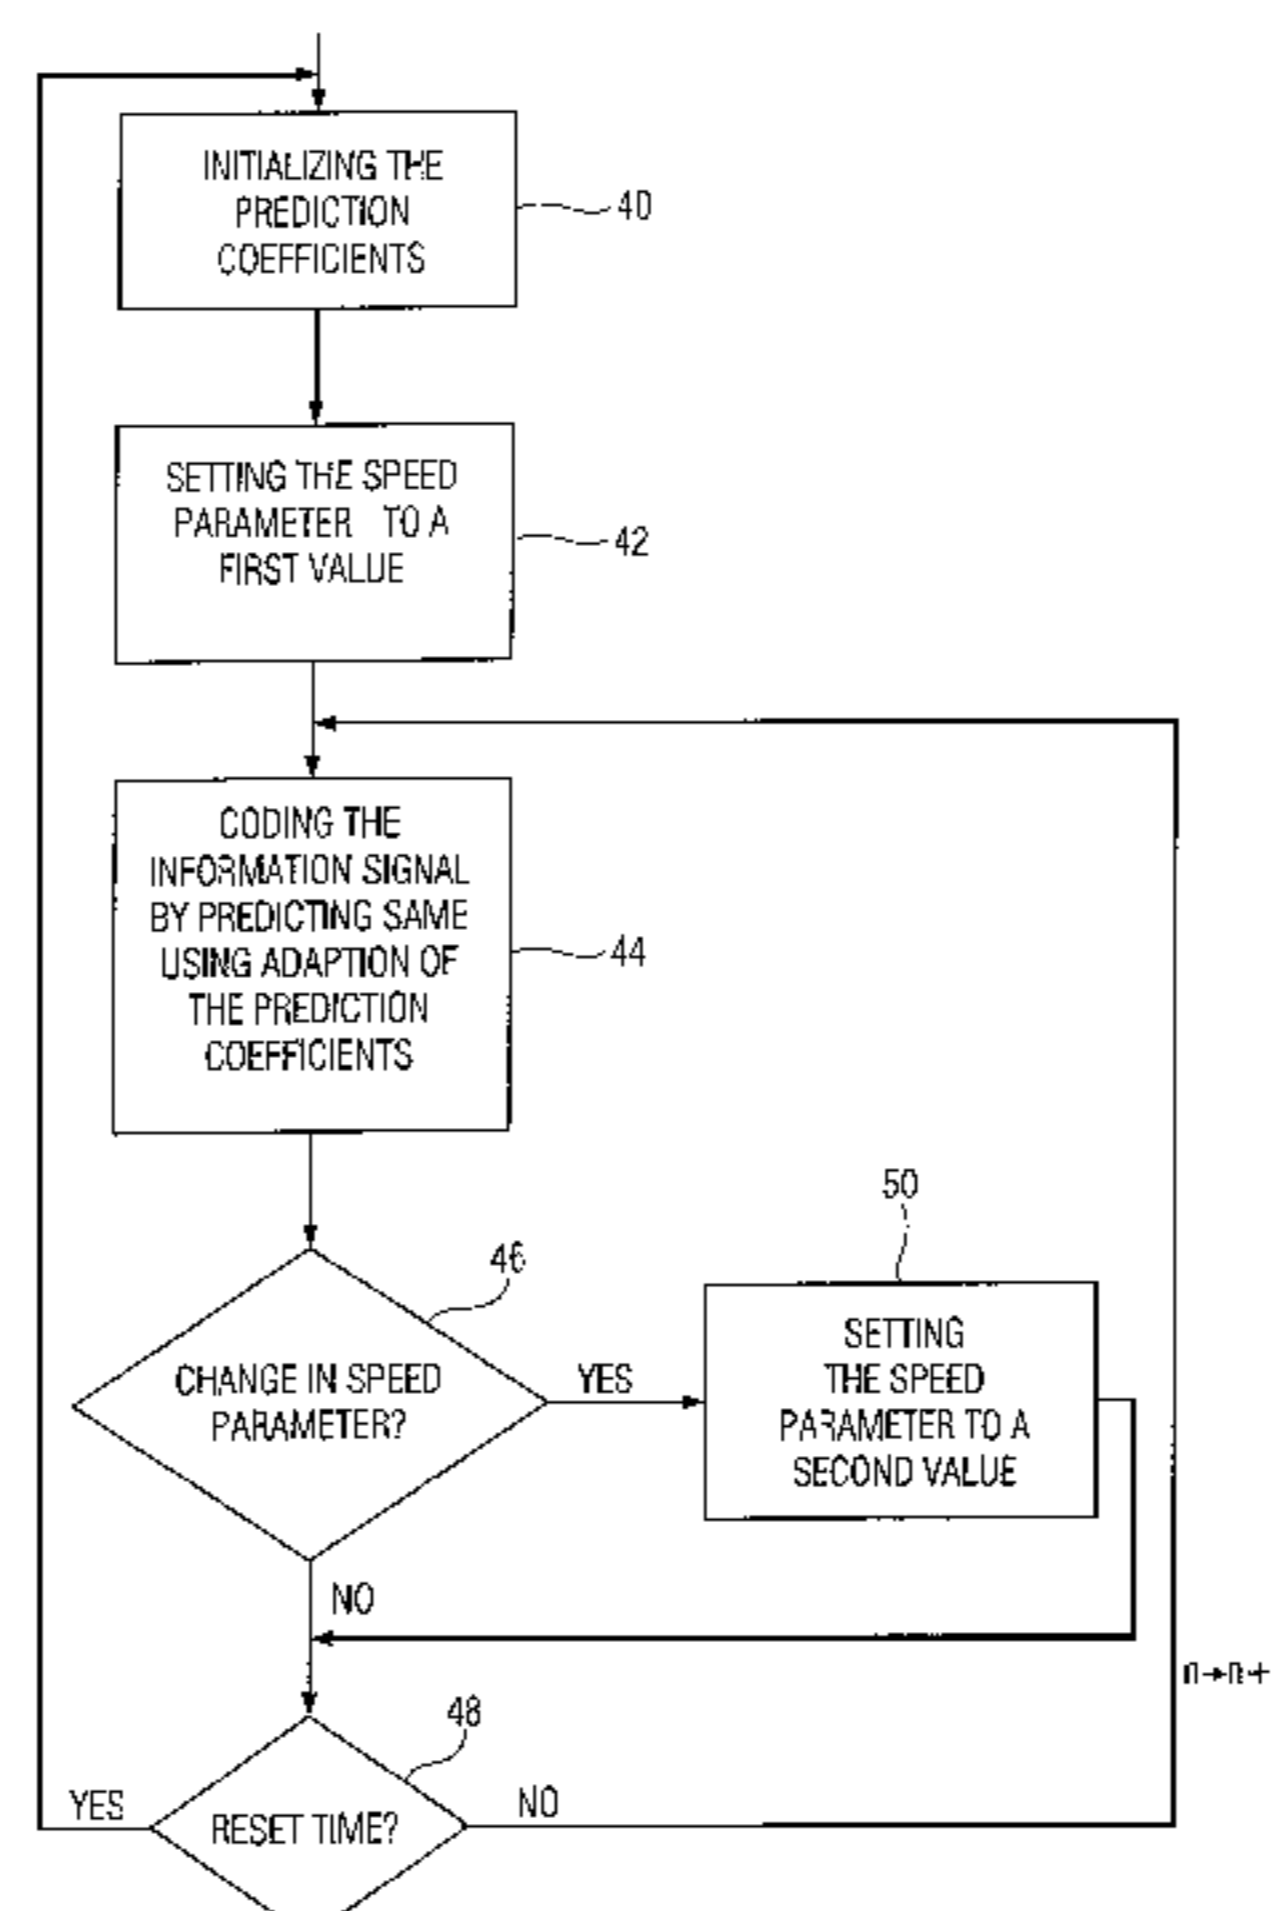 INITIALIZING THE
PREDICTION
COEFFICIENTS
40
SETTING THE SPEED
PARAMETER TO A
FIRST VALUE
42
CODING THE
INFORMATION SIGNAL
BY PREDICTING SAME
USING ADAPTION OF
THE PREDICTION
COEFFICIENTS
44
46
CHANGE IN SPEED
PARAMETER?
YES
50
SETTING
THE SPEED
PARAMETER TO A
SECOND VALUE
NO
n→n+
48
YES
RESET TIME?
NO